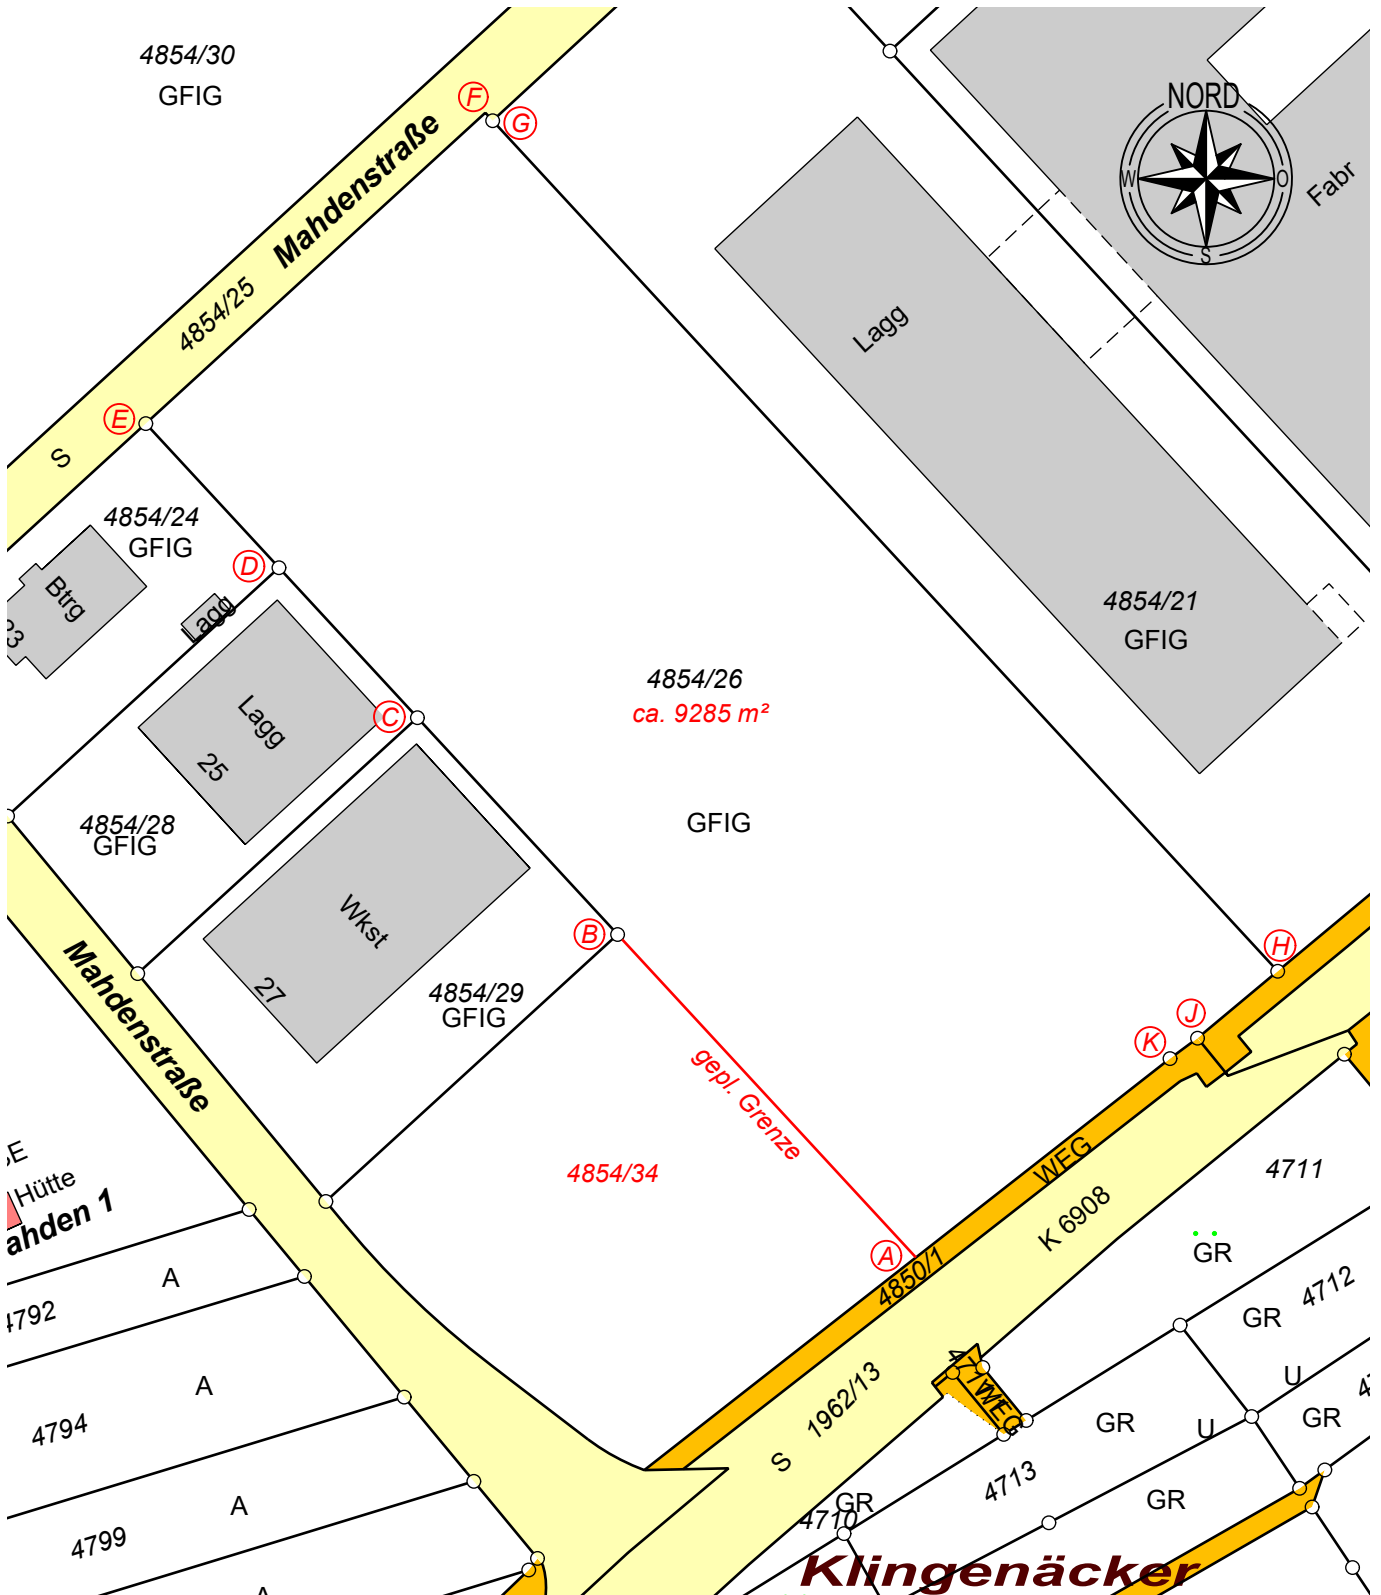 4854/30
GFIG
F
G
NORD
W
O
S
Fabr
Mahdenstraße
4854/25
Lagg
E
S
4854/24
GFIG
D
Btrg
23
Lagg
4854/21
GFIG
4854/26
ca. 9285 m²
GFIG
C
Lagg
25
4854/28
GFIG
Wkst
27
B
4854/29
GFIG
Mahdenstraße
H
J
K
gepl. Grenze
4854/34
A
WEG
4850/1
K 6908
4711
Hütte
ahden 1
GR
4712
GR
A
4792
U
A
4794
1962/13
S
WEG
GR
U
GR
4713
GR
GR
4710
A
4799
Klingenäcker
A